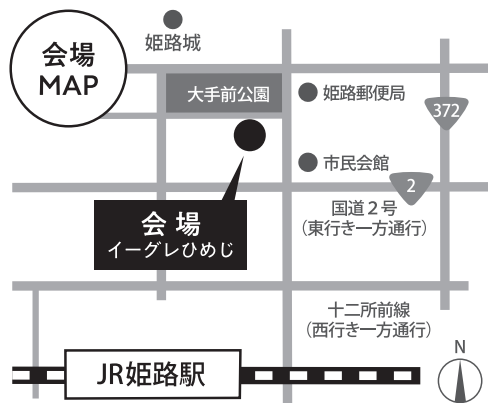 会場
MAP
姫路城
大手前公園
姫路郵便局
372
市民会館
2
国道2号
(東行き一方通行)
会場
イーグレひめじ
十二所前線
(西行き一方通行)
JR姫路駅
N